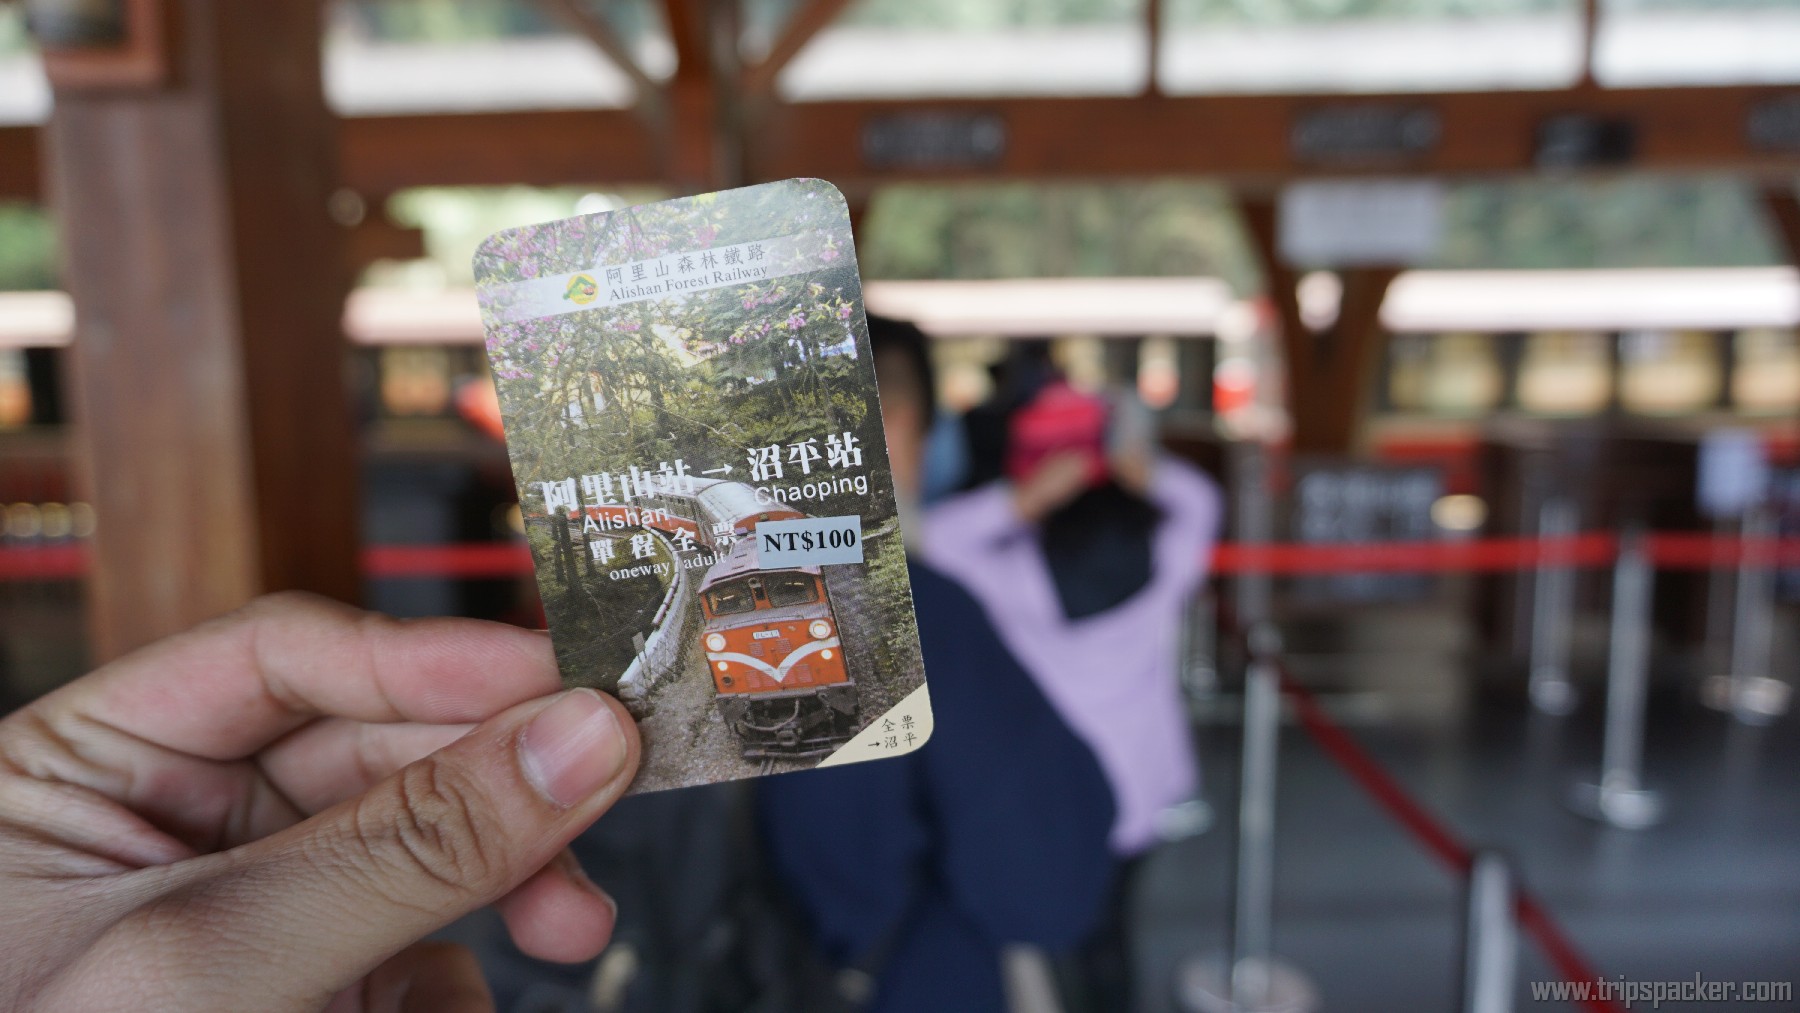 阿里山森林鐵路
Alishan Forest Railway
阿里山站→沼平站
Alishan Chaoping
單程全票 NT$100
oneway / adult
全票
→沼平
www.tripspacker.com